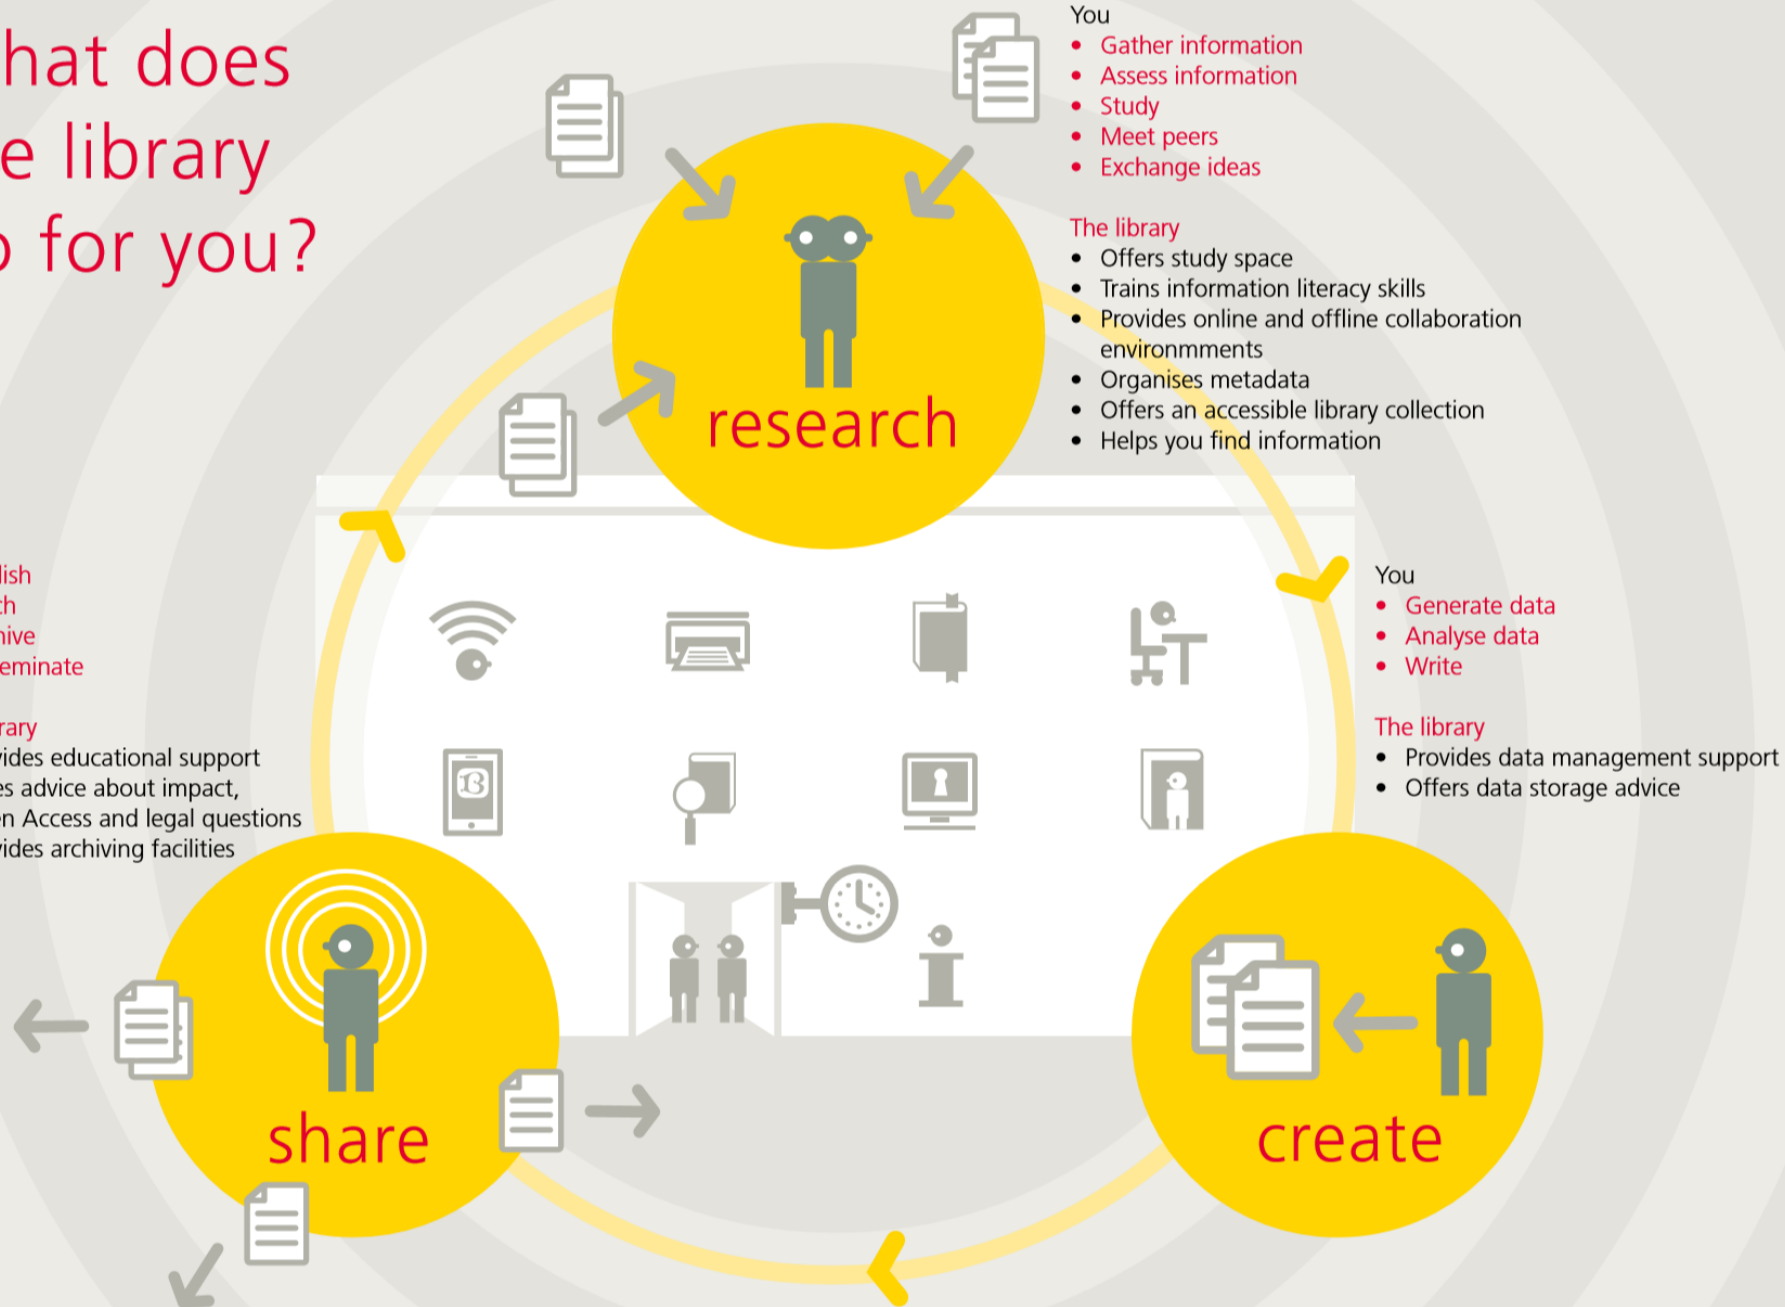 hat does
e library
for you?
You
• Gather information
• Assess information
• Study
• Meet peers
• Exchange ideas
The library
• Offers study space
• Trains information literacy skills
• Provides online and offline collaboration
environmments
• Organises metadata
• Offers an accessible library collection
• Helps you find information
research
lish
ch
hive
eminate
rary
vides educational support
es advice about impact,
n Access and legal questions
vides archiving facilities
You
• Generate data
• Analyse data
• Write
The library
• Provides data management support
• Offers data storage advice
B
share
create